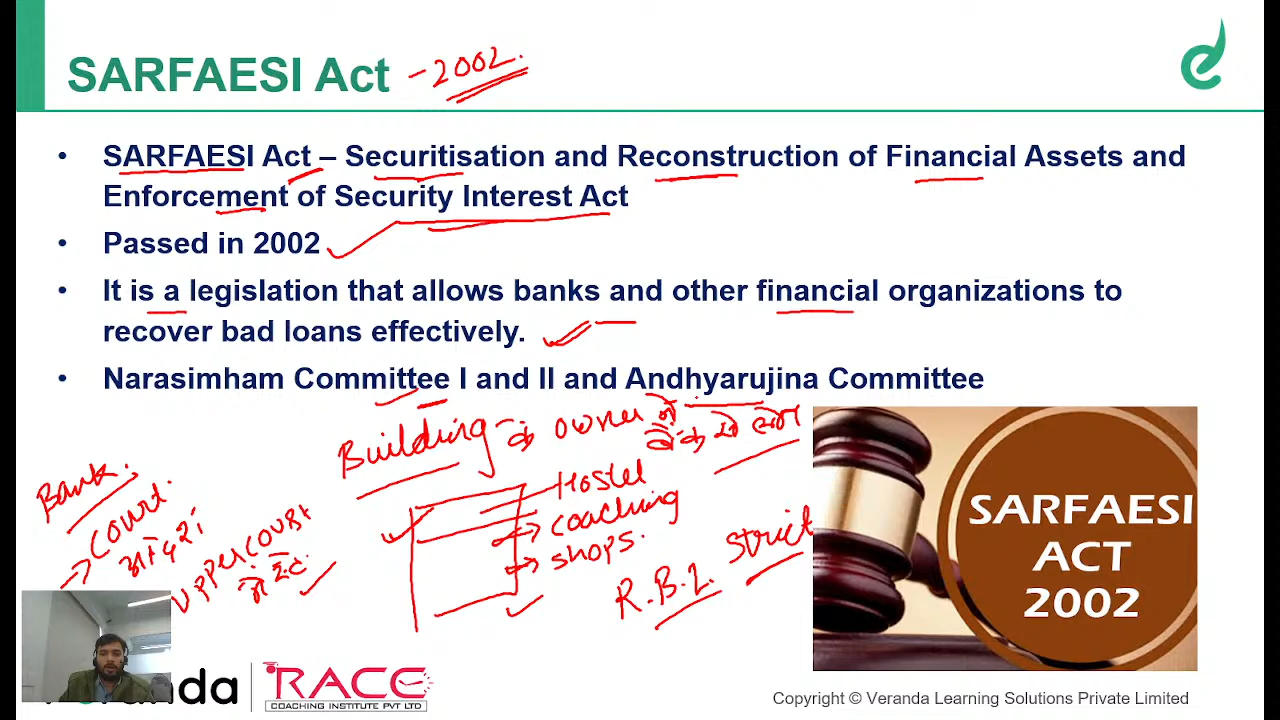 SARFAESI Act -2002.
• SARFAESI Act – Securitisation and Reconstruction of Financial Assets and
Enforcement of Security Interest Act
• Passed in 2002
• It is a legislation that allows banks and other financial organizations to
recover bad loans effectively.
• Narasimham Committee I and II and Andhyarujina Committee
Building के owner ने
बैंक से लोन
Hostel
coaching
shops.
Bank.
Court.
upper court
R.B.I. Strict
SARFAESI
ACT
2002
RACE
COACHING INSTITUTE PVT LTD
Copyright © Veranda Learning Solutions Private Limited